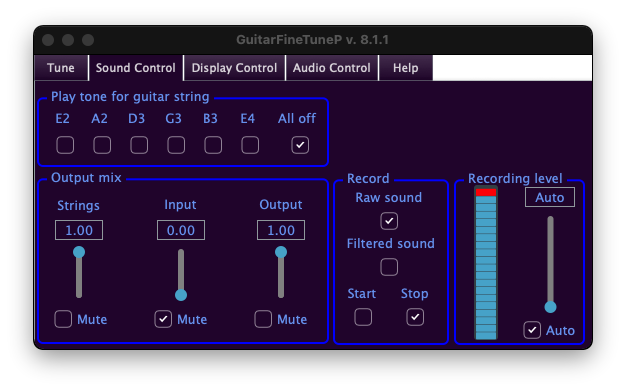 GuitarFineTuneP v. 8.1.1
Tune Sound Control Display Control Audio Control Help
Play tone for guitar string
E2 A2 D3 G3 B3 E4 All off
Output mix
Strings Input Output
1.00 0.00 1.00
Mute Mute Mute
Record
Raw sound
Filtered sound
Start Stop
Recording level
Auto
Auto